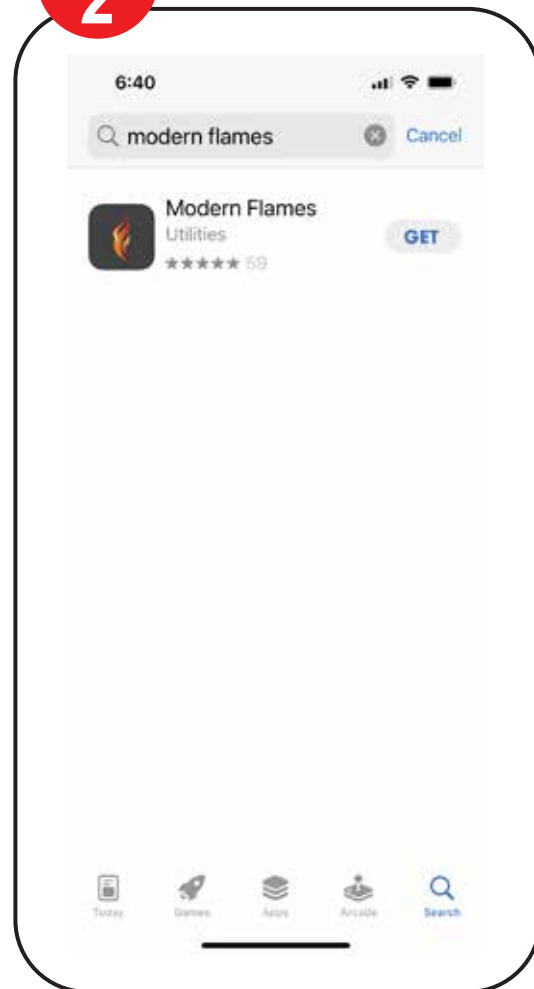 2
6:40
modern flames Cancel
Modern Flames
Utilities GET
★★★★★ 59
Today Games Apps Arcade Search